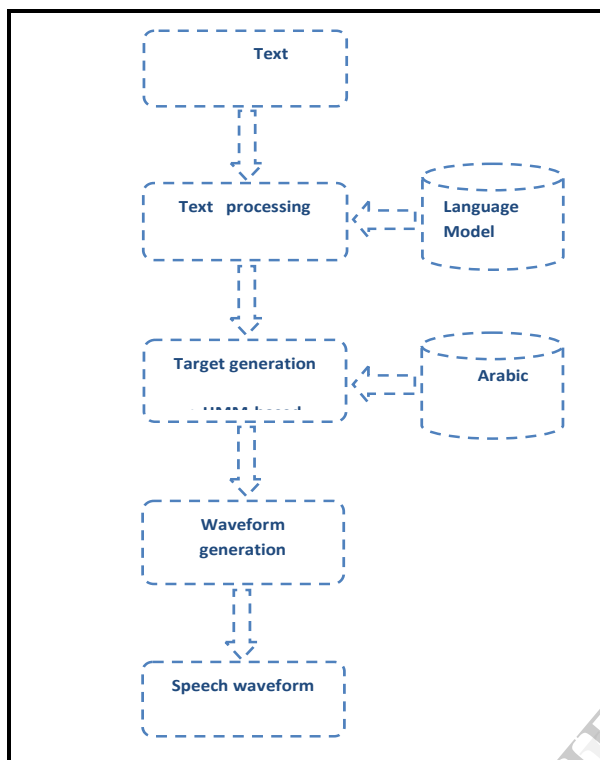 Text
Text processing
Language
Model
Target generation
Arabic
Waveform
generation
Speech waveform